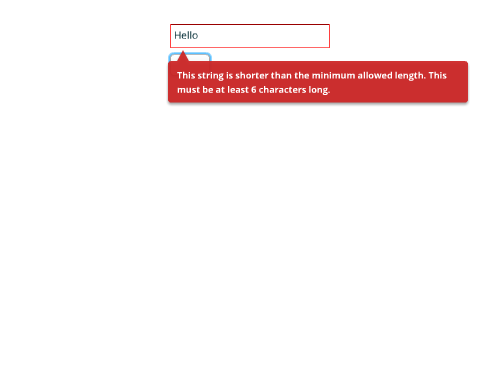 Hello
This string is shorter than the minimum allowed length. This
must be at least 6 characters long.